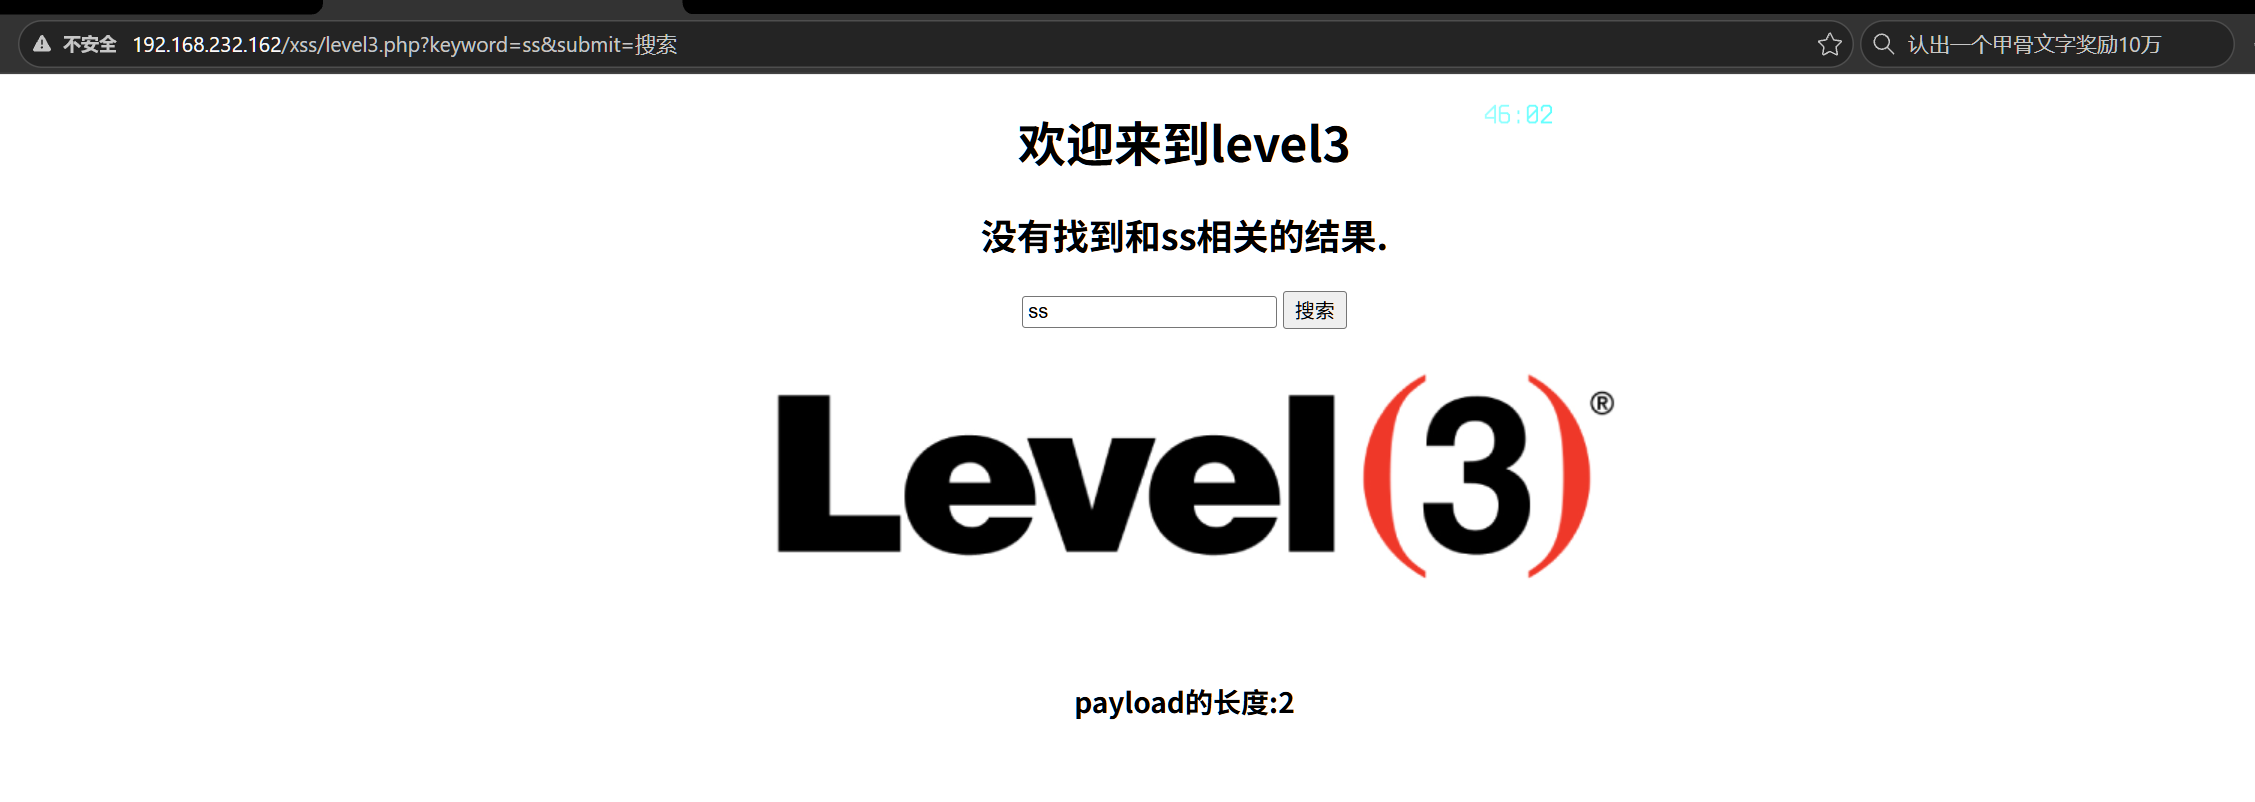 不安全 192.168.232.162/xss/level3.php?keyword=ss&submit=搜索
认出一个甲骨文字奖励10万
46:02
欢迎来到level3
没有找到和ss相关的结果.
ss 搜索
Level(3)®
payload的长度:2